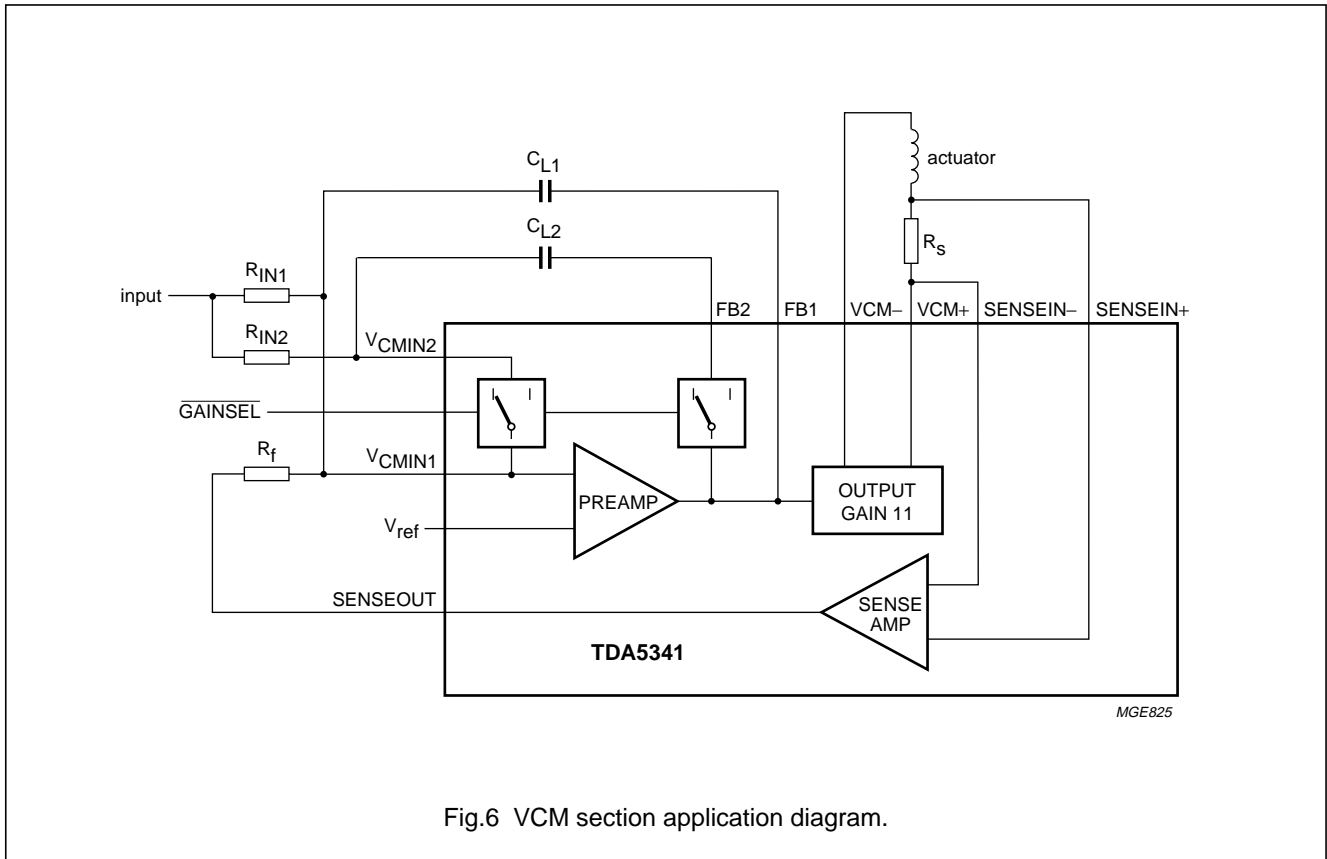 actuator
CL1
CL2
Rs
RIN1
input
FB2 FB1 VCM− VCM+ SENSEIN− SENSEIN+
RIN2
VCMIN2
GAINSEL
Rf
VCMIN1
PREAMP
OUTPUT
GAIN 11
Vref
SENSEOUT
SENSE
AMP
TDA5341
MGE825
Fig.6 VCM section application diagram.